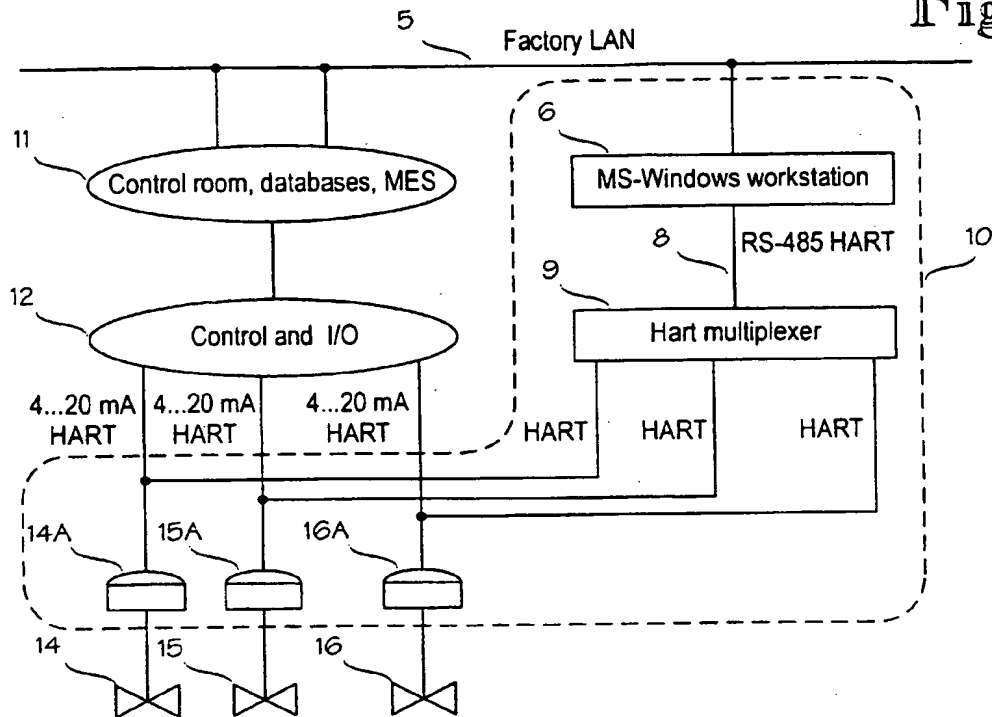 Fig
5
Factory LAN
6
11
Control room, databases, MES
MS-Windows workstation
8
RS-485 HART
10
12
9
Control and I/O
Hart multiplexer
4...20 mA 4...20 mA 4...20 mA
HART HART HART
HART HART HART
14A
15A
16A
14
15
16